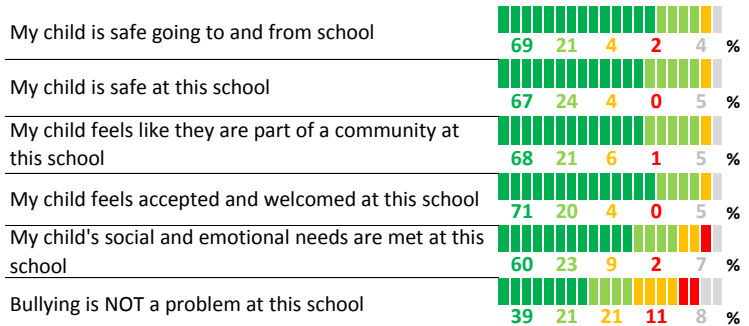 My child is safe going to and from school
69 21 4 2 4 %
My child is safe at this school
67 24 4 0 5 %
My child feels like they are part of a community at
this school
68 21 6 1 5 %
My child feels accepted and welcomed at this school
71 20 4 0 5 %
My child's social and emotional needs are met at this
school
60 23 9 2 7 %
Bullying is NOT a problem at this school
39 21 21 11 8 %